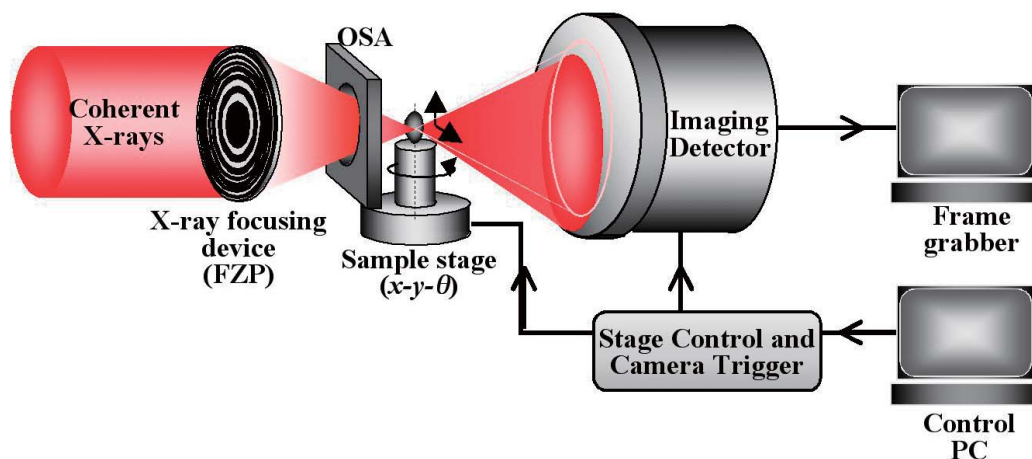 OSA
Coherent
X-rays
X-ray focusing
device
(FZP)
Sample stage
(x-y-θ)
Imaging
Detector
Frame
grabber
Stage Control and
Camera Trigger
Control
PC